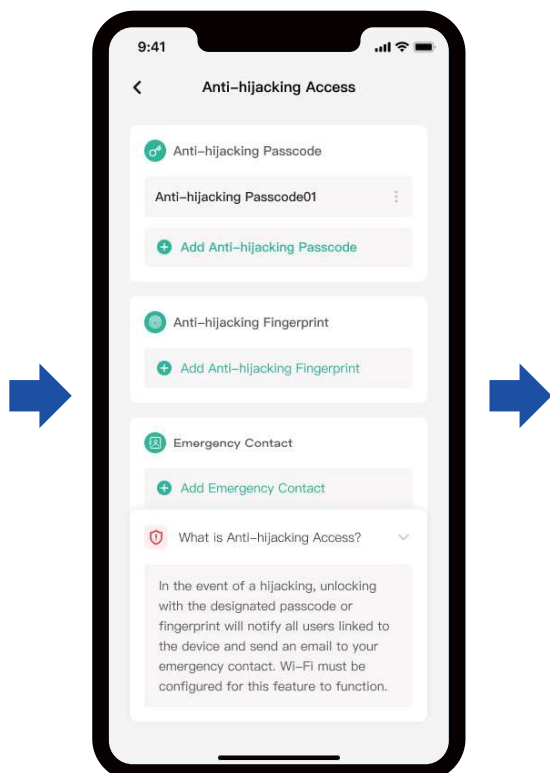 9:41
Anti-hijacking Access
Anti-hijacking Passcode
Anti-hijacking Passcode01
Add Anti-hijacking Passcode
Anti-hijacking Fingerprint
Add Anti-hijacking Fingerprint
Emergency Contact
Add Emergency Contact
What is Anti-hijacking Access?
In the event of a hijacking, unlocking
with the designated passcode or
fingerprint will notify all users linked to
the device and send an email to your
emergency contact. Wi-Fi must be
configured for this feature to function.